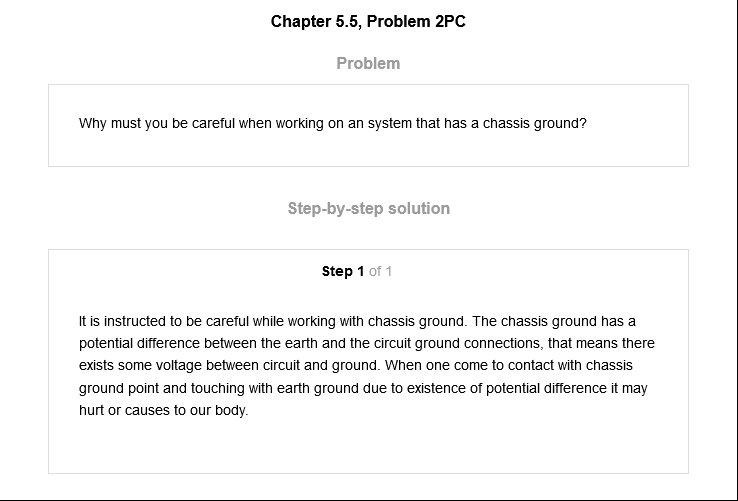 Chapter 5.5, Problem 2PC
Problem
Why must you be careful when working on an system that has a chassis ground?
Step-by-step solution
Step 1 of 1
It is instructed to be careful while working with chassis ground. The chassis ground has a
potential difference between the earth and the circuit ground connections, that means there
exists some voltage between circuit and ground. When one come to contact with chassis
ground point and touching with earth ground due to existence of potential difference it may
hurt or causes to our body.